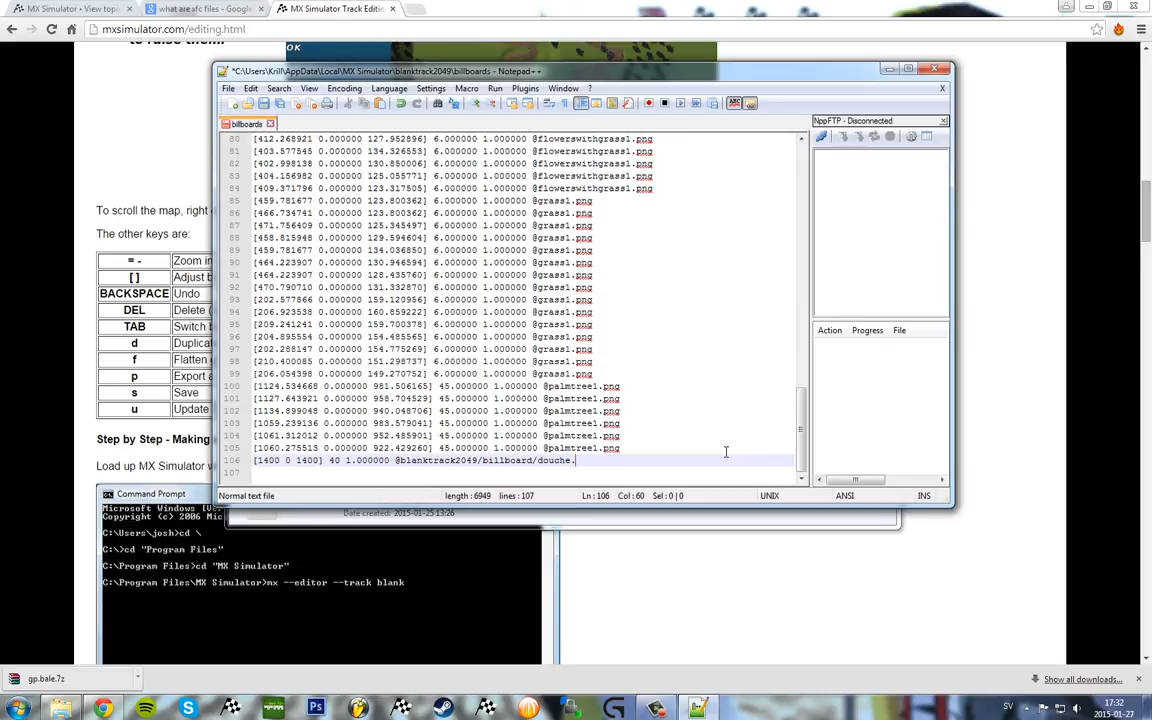 MX Simulator • View topi
what are xfc files - Google
MX Simulator Track Editin
mxsimulator.com/editing.html
to raise them...
OK
*C:\Users\Krill\AppData\Local\MX Simulator\blanktrack2049\billboards - Notepad++
File Edit Search View Encoding Language Settings Macro Run Plugins Window ? X
billboards
NppFTP - Disconnected
80 [412.268921 0.000000 127.952896] 6.000000 1.000000 @flowerswithgrass1.png
81 [403.577545 0.000000 134.326553] 6.000000 1.000000 @flowerswithgrass1.png
82 [402.998138 0.000000 130.850006] 6.000000 1.000000 @flowerswithgrass1.png
83 [404.156982 0.000000 125.055771] 6.000000 1.000000 @flowerswithgrass1.png
84 [409.371796 0.000000 123.317505] 6.000000 1.000000 @flowerswithgrass1.png
85 [459.781677 0.000000 123.800362] 6.000000 1.000000 @grass1.png
86 [466.734741 0.000000 123.800362] 6.000000 1.000000 @grass1.png
87 [471.756409 0.000000 125.345497] 6.000000 1.000000 @grass1.png
88 [458.815948 0.000000 129.594604] 6.000000 1.000000 @grass1.png
89 [459.781677 0.000000 134.036850] 6.000000 1.000000 @grass1.png
90 [464.223907 0.000000 130.946594] 6.000000 1.000000 @grass1.png
91 [464.223907 0.000000 128.435760] 6.000000 1.000000 @grass1.png
92 [470.790710 0.000000 131.332870] 6.000000 1.000000 @grass1.png
93 [202.577866 0.000000 159.120956] 6.000000 1.000000 @grass1.png
94 [206.923538 0.000000 160.859222] 6.000000 1.000000 @grass1.png
95 [209.241241 0.000000 159.700378] 6.000000 1.000000 @grass1.png
96 [204.895554 0.000000 154.485565] 6.000000 1.000000 @grass1.png
97 [202.288147 0.000000 154.775269] 6.000000 1.000000 @grass1.png
98 [210.400085 0.000000 151.298737] 6.000000 1.000000 @grass1.png
99 [206.054398 0.000000 149.270752] 6.000000 1.000000 @grass1.png
100 [1124.534668 0.000000 981.506165] 45.000000 1.000000 @palmtree1.png
101 [1127.643921 0.000000 958.704529] 45.000000 1.000000 @palmtree1.png
102 [1134.899048 0.000000 940.048706] 45.000000 1.000000 @palmtree1.png
103 [1059.239136 0.000000 983.579041] 45.000000 1.000000 @palmtree1.png
104 [1061.312012 0.000000 952.485901] 45.000000 1.000000 @palmtree1.png
105 [1060.275513 0.000000 922.429260] 45.000000 1.000000 @palmtree1.png
106 [1400 0 1400] 40 1.000000 @blanktrack2049/billboard/douche.
107
Action Progress File
Normal text file length : 6949 lines : 107 Ln : 106 Col : 60 Sel : 0 | 0 UNIX ANSI INS
Date created: 2015-01-25 13:26
To scroll the map, right
The other keys are:
= - Zoom in
[ ] Adjust b
BACKSPACE Undo
DEL Delete (
TAB Switch b
d Duplicat
f Flatten
p Export a
s Save
u Update
Step by Step - Making
Load up MX Simulator w
Command Prompt
Microsoft Windows [Ver
Copyright (c) 2006 Mic
C:\Users\josh>cd \
C:\>cd "Program Files"
C:\Program Files>cd "MX Simulator"
C:\Program Files\MX Simulator>mx --editor --track blank
gp.bale.7z
Show all downloads...
SV 17:32
2015-01-27